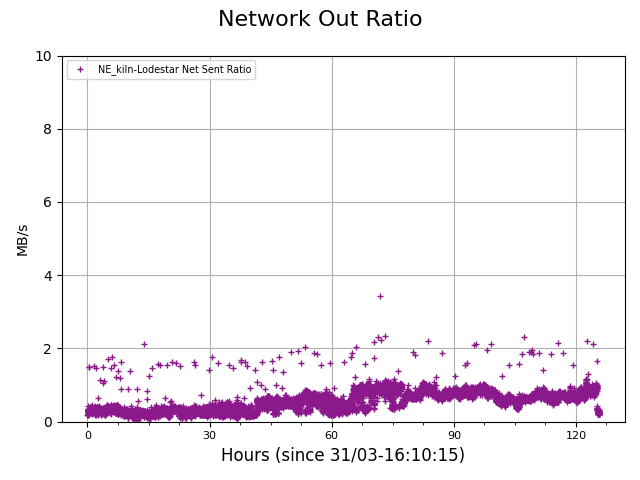 Network Out Ratio
10
8
6
4
2
0
MB/s
NE_kiln-Lodestar Net Sent Ratio
0 30 60 90 120
Hours (since 31/03-16:10:15)